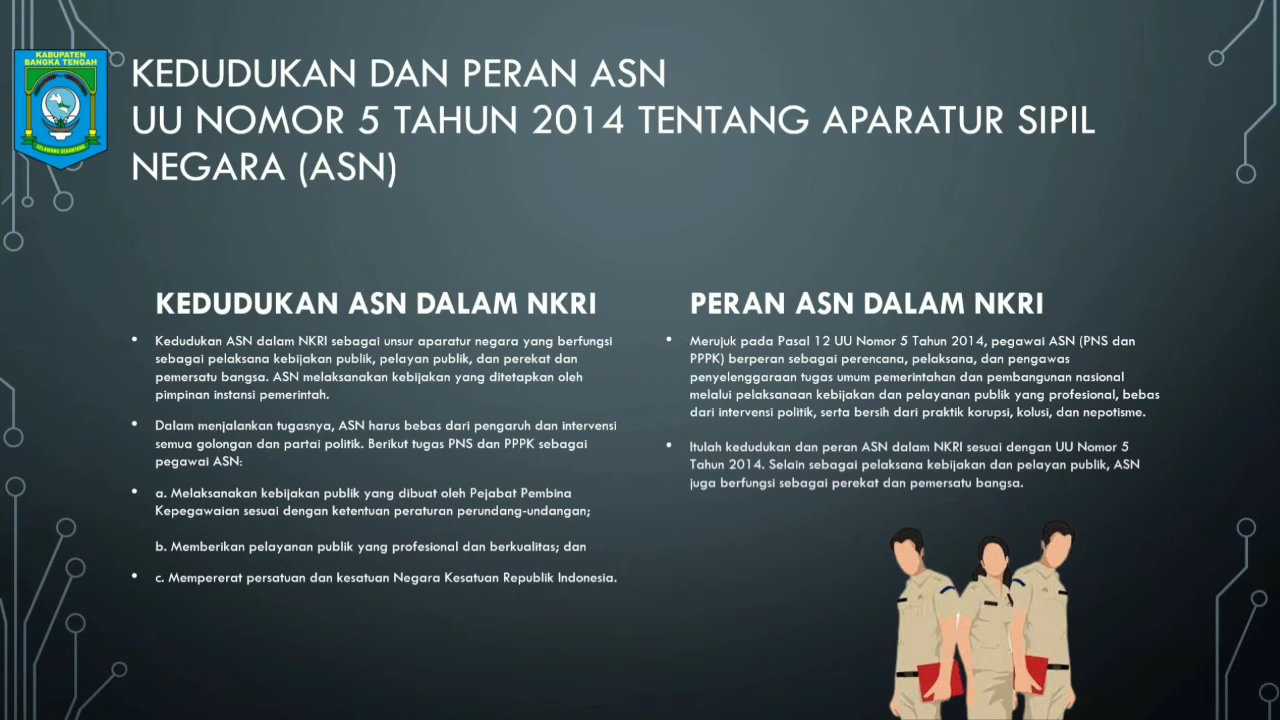 KABUPATEN
BANGKA TENGAH
SELAWANG SEGANTANG
KEDUDUKAN DAN PERAN ASN
UU NOMOR 5 TAHUN 2014 TENTANG APARATUR SIPIL
NEGARA (ASN)
KEDUDUKAN ASN DALAM NKRI
• Kedudukan ASN dalam NKRI sebagai unsur aparatur negara yang berfungsi
sebagai pelaksana kebijakan publik, pelayan publik, dan perekat dan
pemersatu bangsa. ASN melaksanakan kebijakan yang ditetapkan oleh
pimpinan instansi pemerintah.
• Dalam menjalankan tugasnya, ASN harus bebas dari pengaruh dan intervensi
semua golongan dan partai politik. Berikut tugas PNS dan PPPK sebagai
pegawai ASN:
• a. Melaksanakan kebijakan publik yang dibuat oleh Pejabat Pembina
Kepegawaian sesuai dengan ketentuan peraturan perundang-undangan;
b. Memberikan pelayanan publik yang profesional dan berkualitas; dan
• c. Mempererat persatuan dan kesatuan Negara Kesatuan Republik Indonesia.
PERAN ASN DALAM NKRI
• Merujuk pada Pasal 12 UU Nomor 5 Tahun 2014, pegawai ASN (PNS dan
PPPK) berperan sebagai perencana, pelaksana, dan pengawas
penyelenggaraan tugas umum pemerintahan dan pembangunan nasional
melalui pelaksanaan kebijakan dan pelayanan publik yang profesional, bebas
dari intervensi politik, serta bersih dari praktik korupsi, kolusi, dan nepotisme.
• Itulah kedudukan dan peran ASN dalam NKRI sesuai dengan UU Nomor 5
Tahun 2014. Selain sebagai pelaksana kebijakan dan pelayan publik, ASN
juga berfungsi sebagai perekat dan pemersatu bangsa.